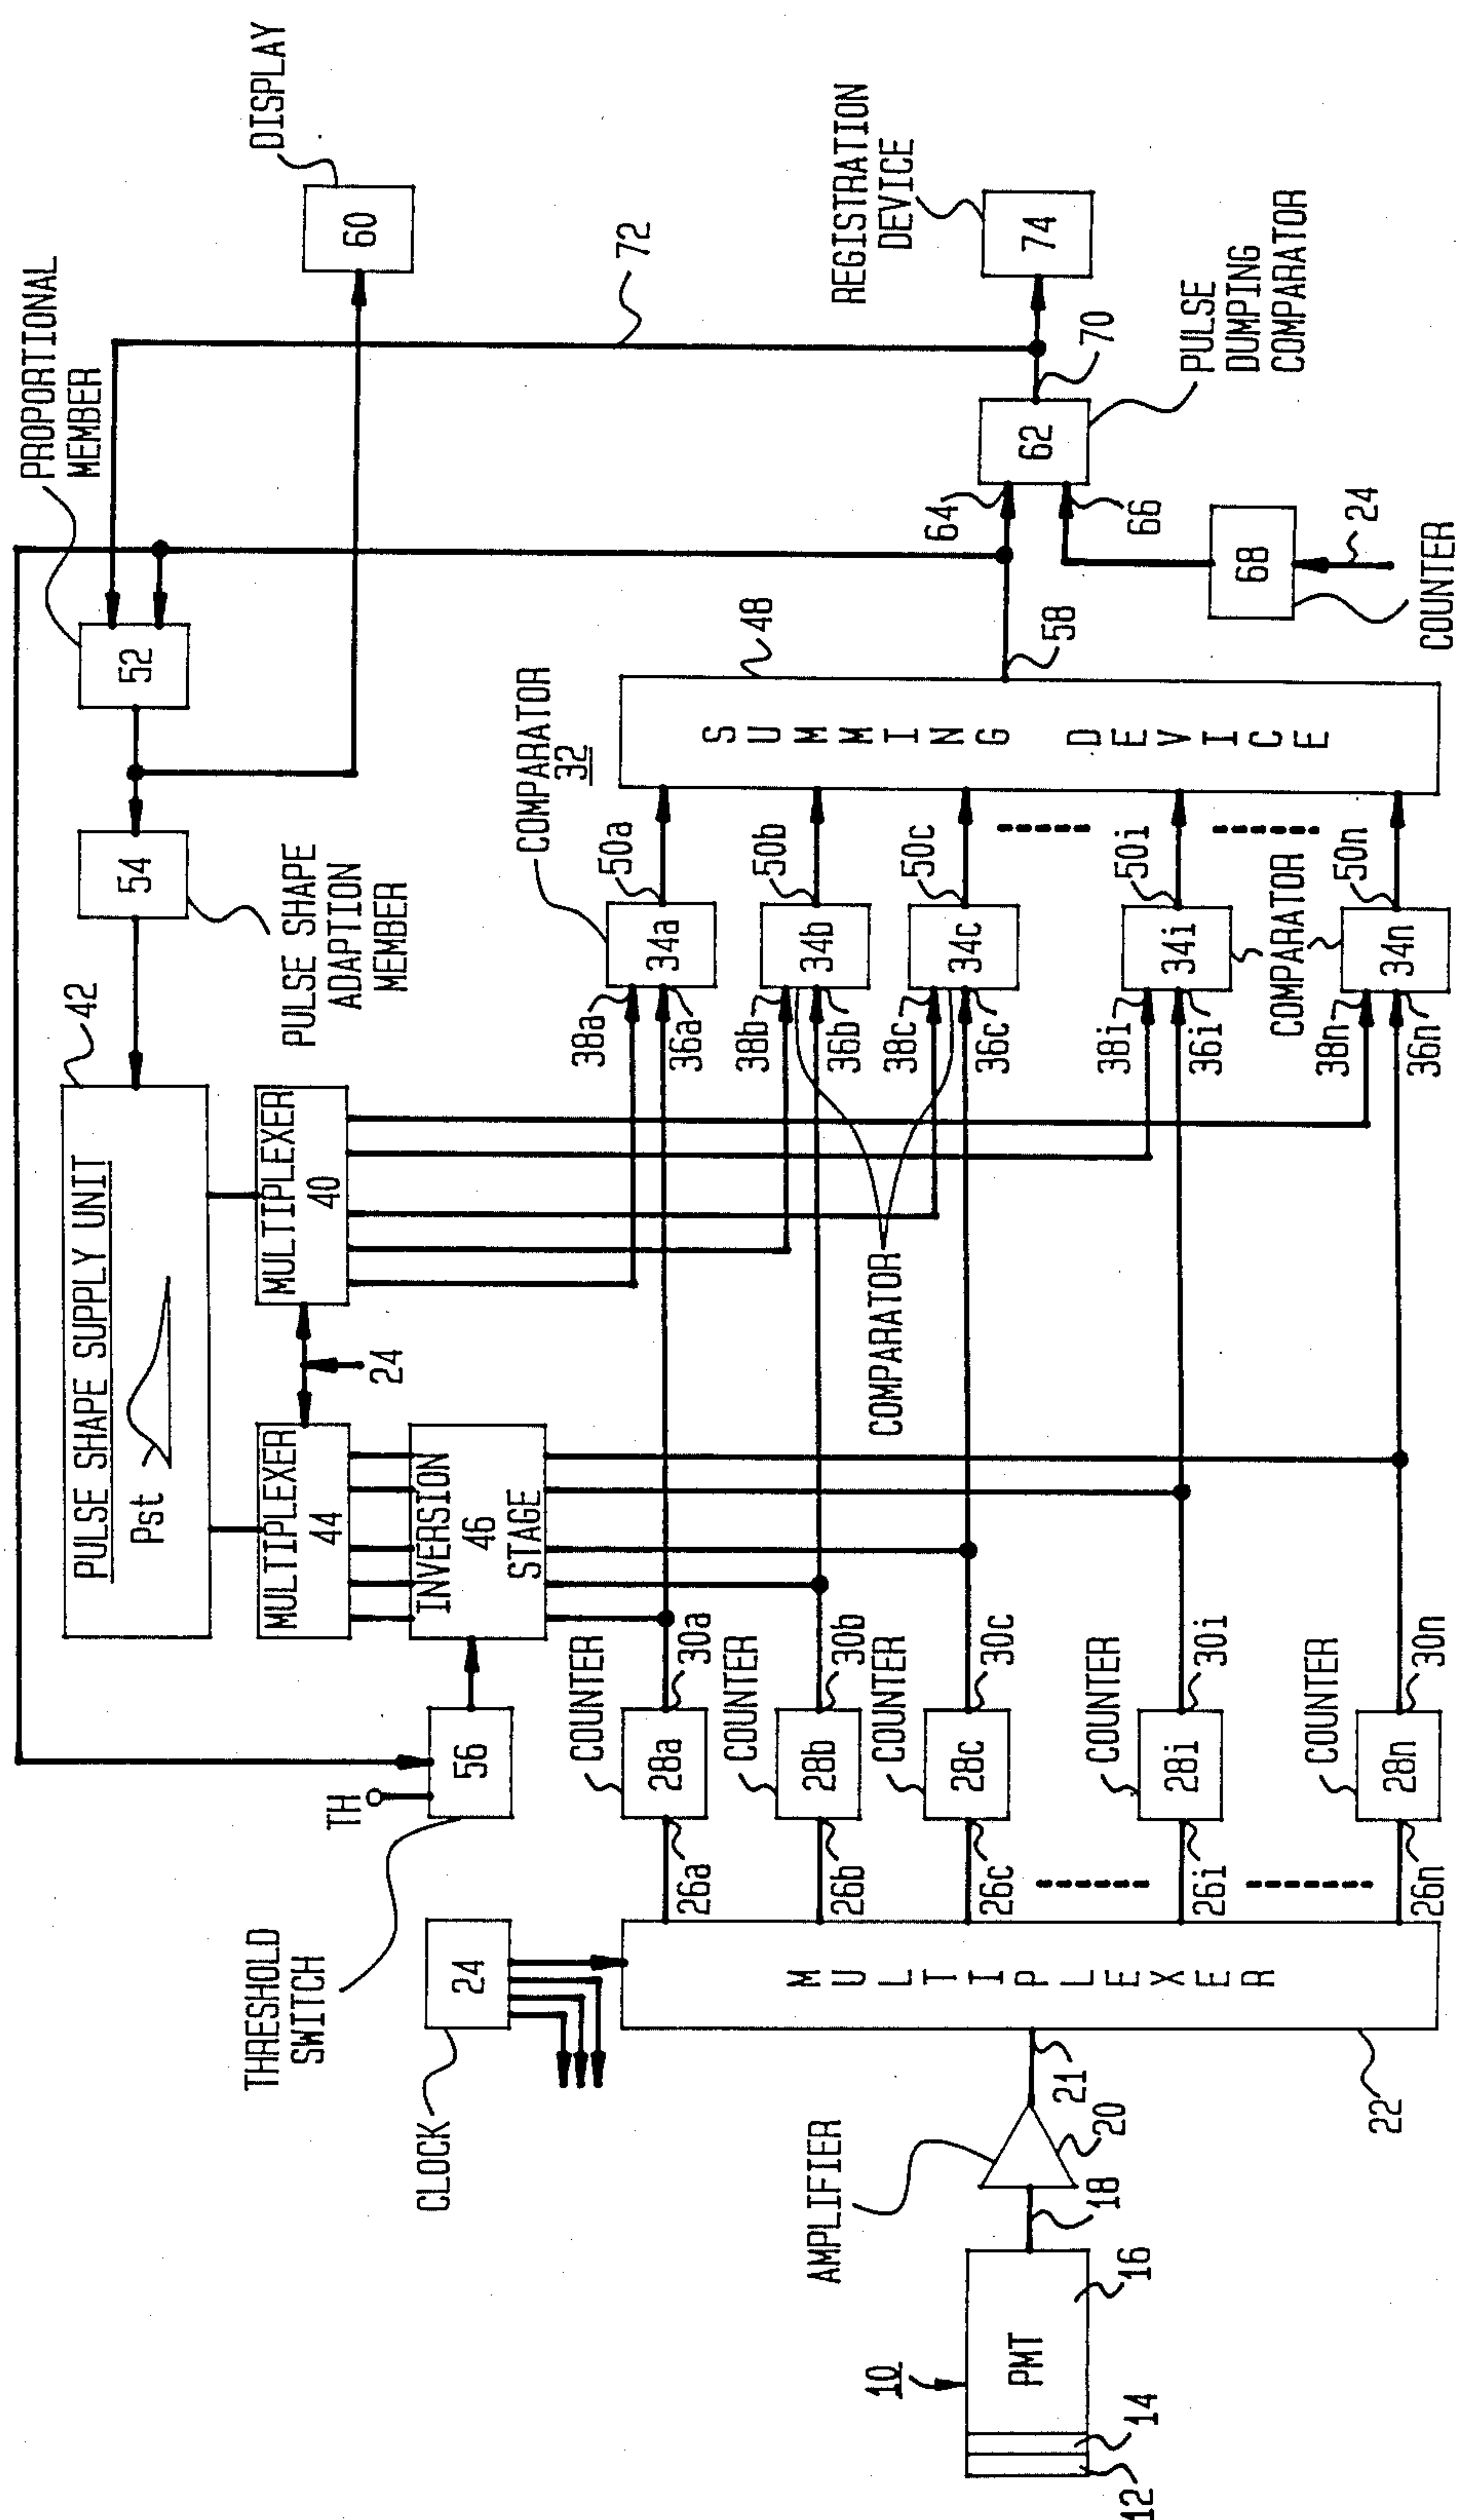 PROPORTIONAL
MEMBER
DISPLAY
60
52
54
PULSE SHAPE
ADAPTION
MEMBER
42
PULSE SHAPE SUPPLY UNIT
Pst
MULTIPLEXER
44
MULTIPLEXER
40
24
INVERSION
46
STAGE
TH
56
THRESHOLD
SWITCH
CLOCK
24
72
REGISTRATION
DEVICE
74
70
62
PULSE
DUMPING
COMPARATOR
64
66
68
24
COUNTER
58
48
SUMMING DEVICE
COMPARATOR
32
COUNTER
26a
28a
30a
38a
36a
34a
50a
COUNTER
26b
28b
30b
38b
36b
34b
50b
COUNTER
26c
28c
30c
38c
36c
34c
50c
COMPARATOR
COUNTER
26i
28i
30i
38i
36i
34i
50i
COMPARATOR
COUNTER
26n
28n
30n
38n
36n
34n
50n
MULTIPLEXER
22
21
AMPLIFIER
20
18
10
PMT
16
14
12